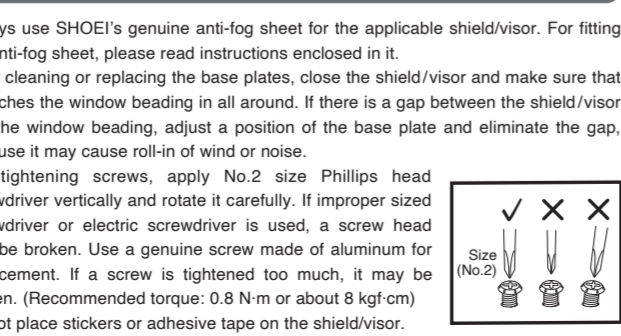 ys use SHOEI's genuine anti-fog sheet for the applicable shield/visor. For fitting
nti-fog sheet, please read instructions enclosed in it.
cleaning or replacing the base plates, close the shield/visor and make sure that
ches the window beading in all around. If there is a gap between the shield/visor
the window beading, adjust a position of the base plate and eliminate the gap,
use it may cause roll-in of wind or noise.
tightening screws, apply No.2 size Phillips head
wdriver vertically and rotate it carefully. If improper sized
wdriver or electric screwdriver is used, a screw head
be broken. Use a genuine screw made of aluminum for
cement. If a screw is tightened too much, it may be
en. (Recommended torque: 0.8 N·m or about 8 kgf·cm)
ot place stickers or adhesive tape on the shield/visor.
Size
(No.2)